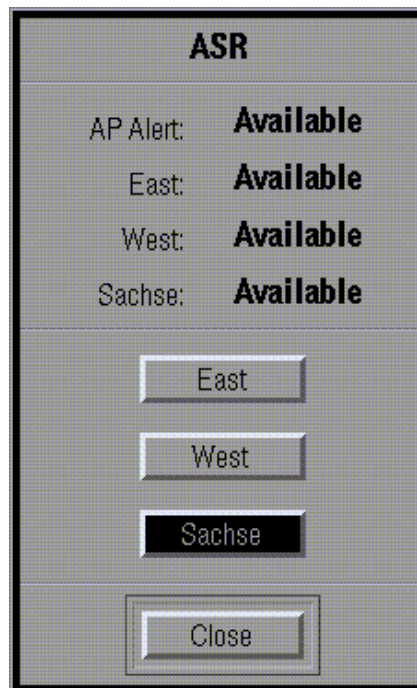 ASR
AP Alert: Available
East: Available
West: Available
Sachse: Available
East
West
Sachse
Close